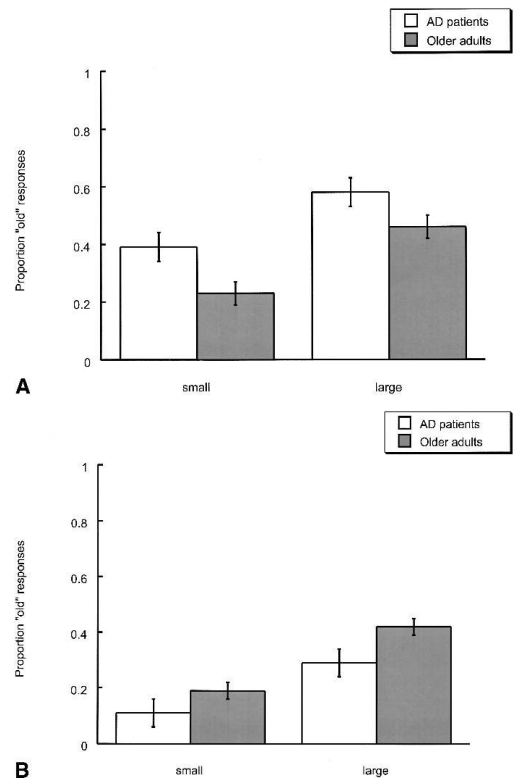 AD patients
Older adults
1
0.8
0.6
0.4
0.2
0
Proportion "old" responses
small
large
A
AD patients
Older adults
1
0.8
0.6
0.4
0.2
0
Proportion "old" responses
small
large
B